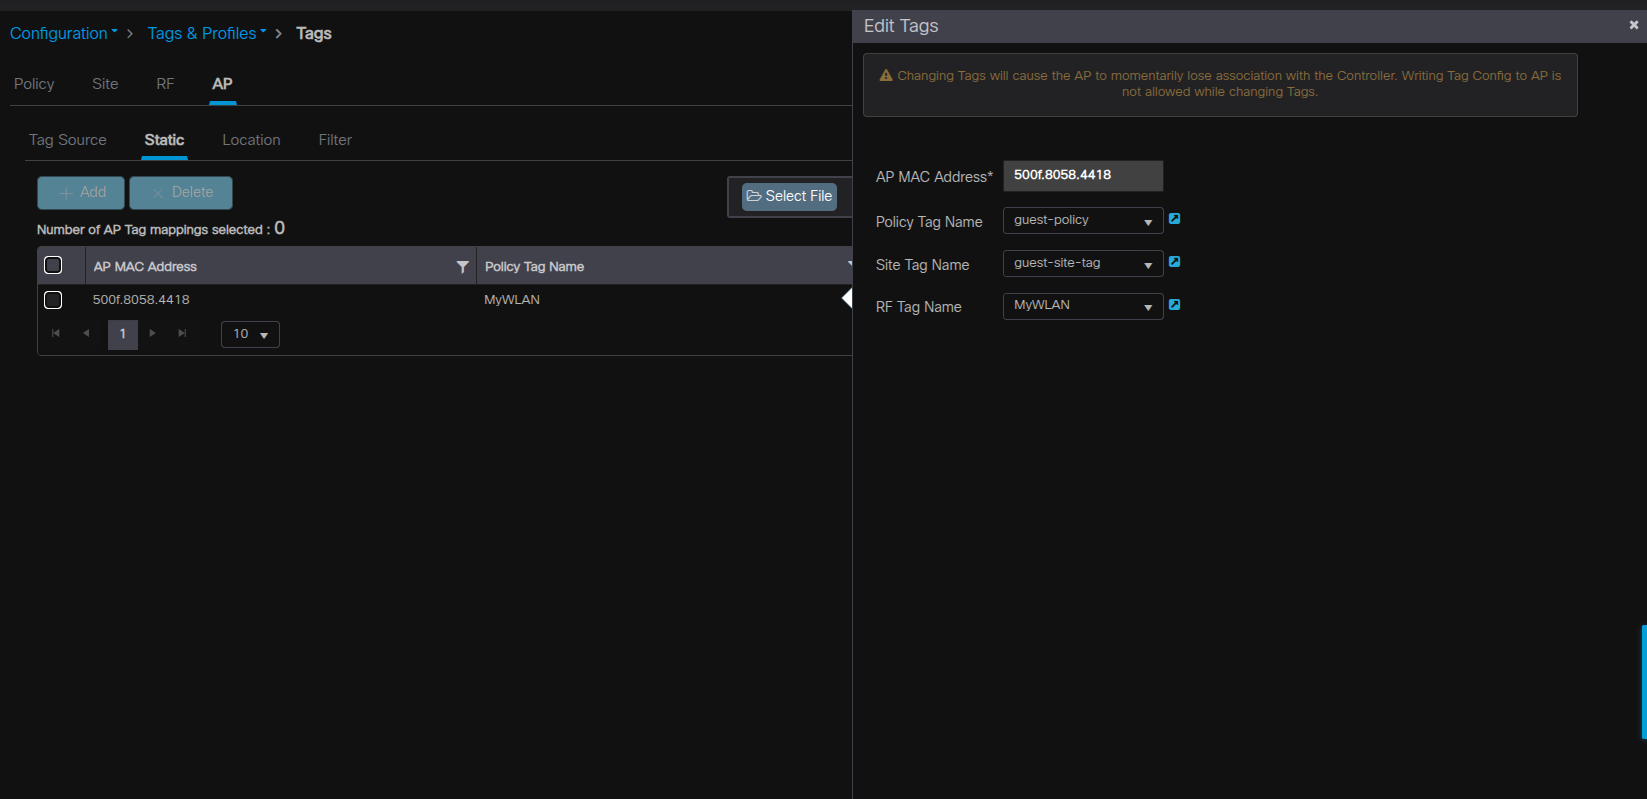 Configuration > Tags & Profiles > Tags
Policy Site RF AP
Tag Source Static Location Filter
Add Delete
Select File
Number of AP Tag mappings selected : 0
AP MAC Address Policy Tag Name
500f.8058.4418 MyWLAN
1 10
Edit Tags
Changing Tags will cause the AP to momentarily lose association with the Controller. Writing Tag Config to AP is
not allowed while changing Tags.
AP MAC Address* 500f.8058.4418
Policy Tag Name guest-policy
Site Tag Name guest-site-tag
RF Tag Name MyWLAN